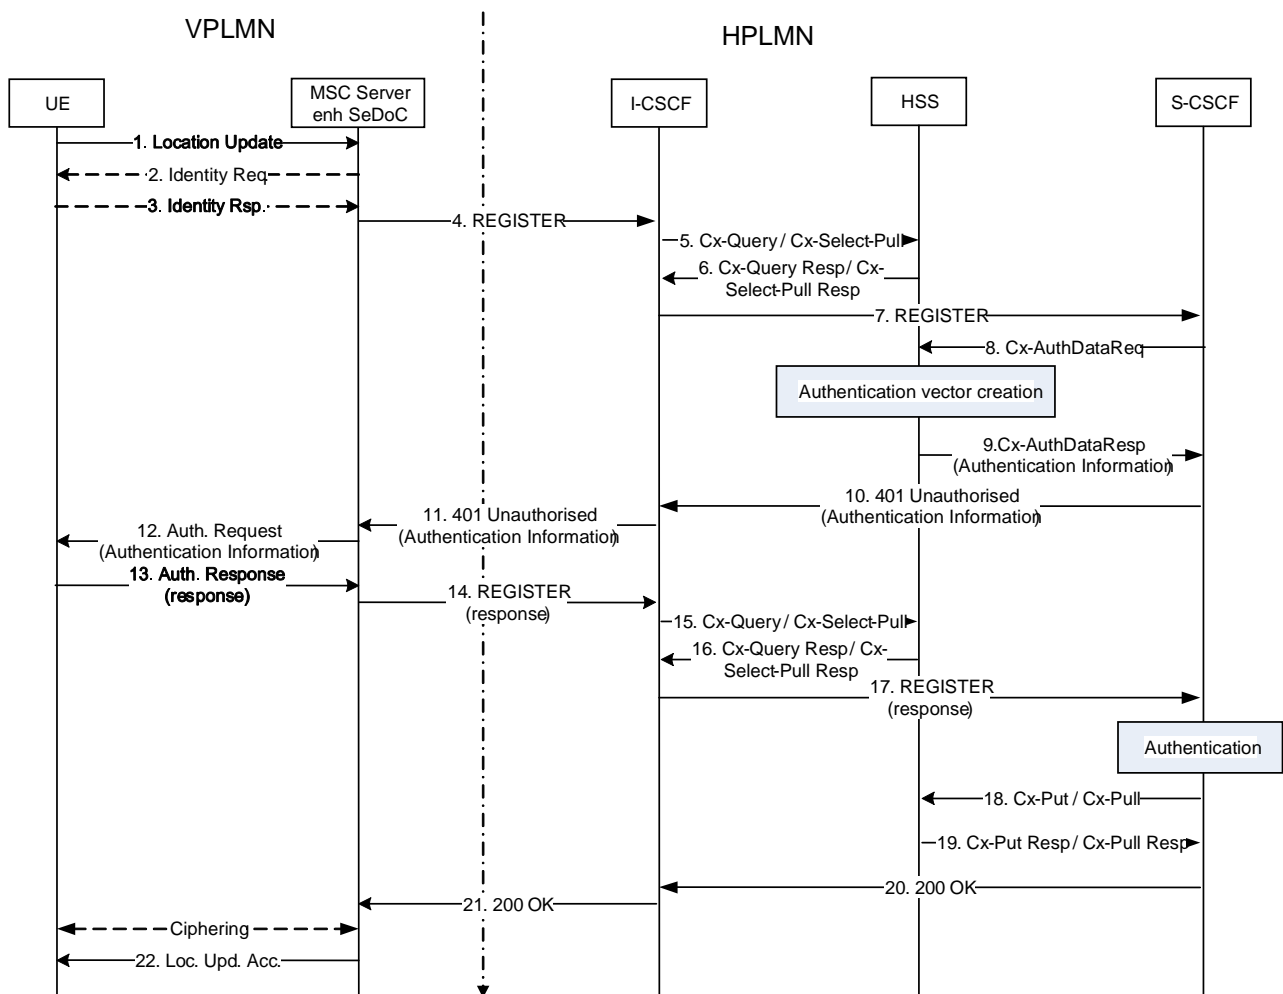 VPLMN
HPLMN
UE
MSC Server
enh SeDoC
I-CSCF
HSS
S-CSCF
1. Location Update
2. Identity Req
3. Identity Rsp.
4. REGISTER
5. Cx-Query / Cx-Select-Pull
6. Cx-Query Resp / Cx-
Select-Pull Resp
7. REGISTER
8. Cx-AuthDataReq
Authentication vector creation
9.Cx-AuthDataResp
(Authentication Information)
10. 401 Unauthorised
(Authentication Information)
11. 401 Unauthorised
(Authentication Information)
12. Auth. Request
(Authentication Information)
13. Auth. Response
(response)
14. REGISTER
(response)
15. Cx-Query / Cx-Select-Pull
16. Cx-Query Resp / Cx-
Select-Pull Resp
17. REGISTER
(response)
Authentication
18. Cx-Put / Cx-Pull
19. Cx-Put Resp / Cx-Pull Resp
20. 200 OK
21. 200 OK
Ciphering
22. Loc. Upd. Acc.